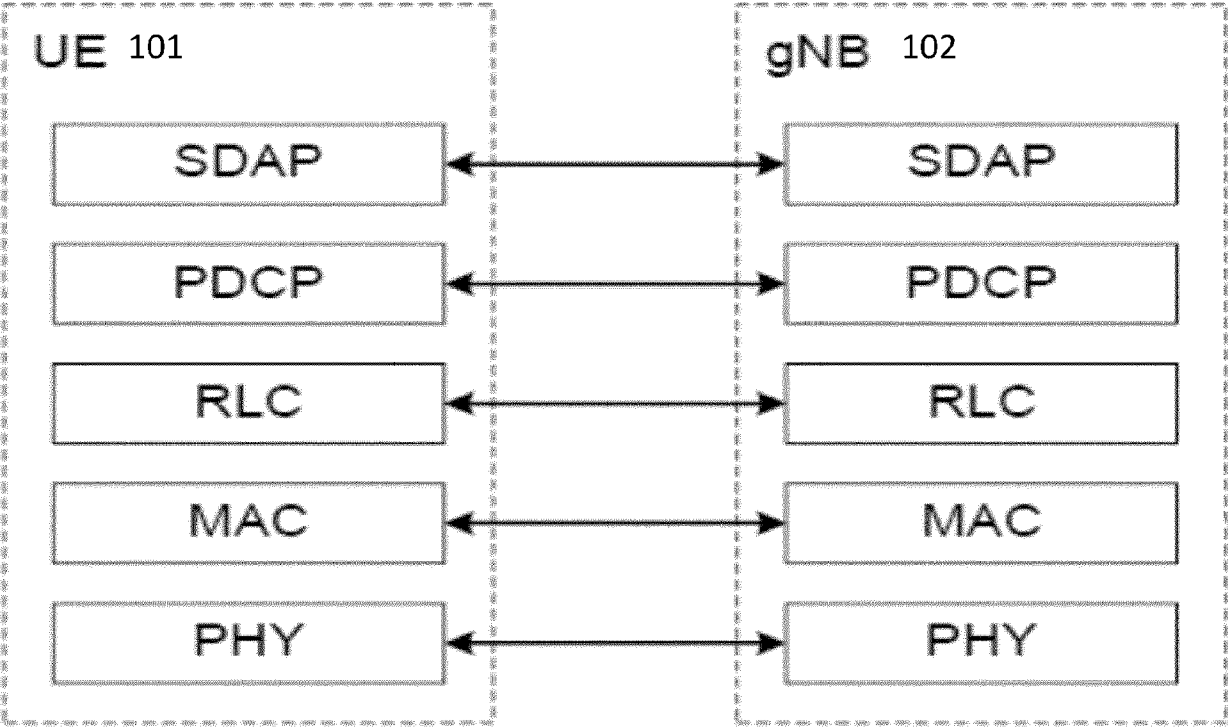 UE 101
gNB 102
SDAP
SDAP
PDCP
PDCP
RLC
RLC
MAC
MAC
PHY
PHY